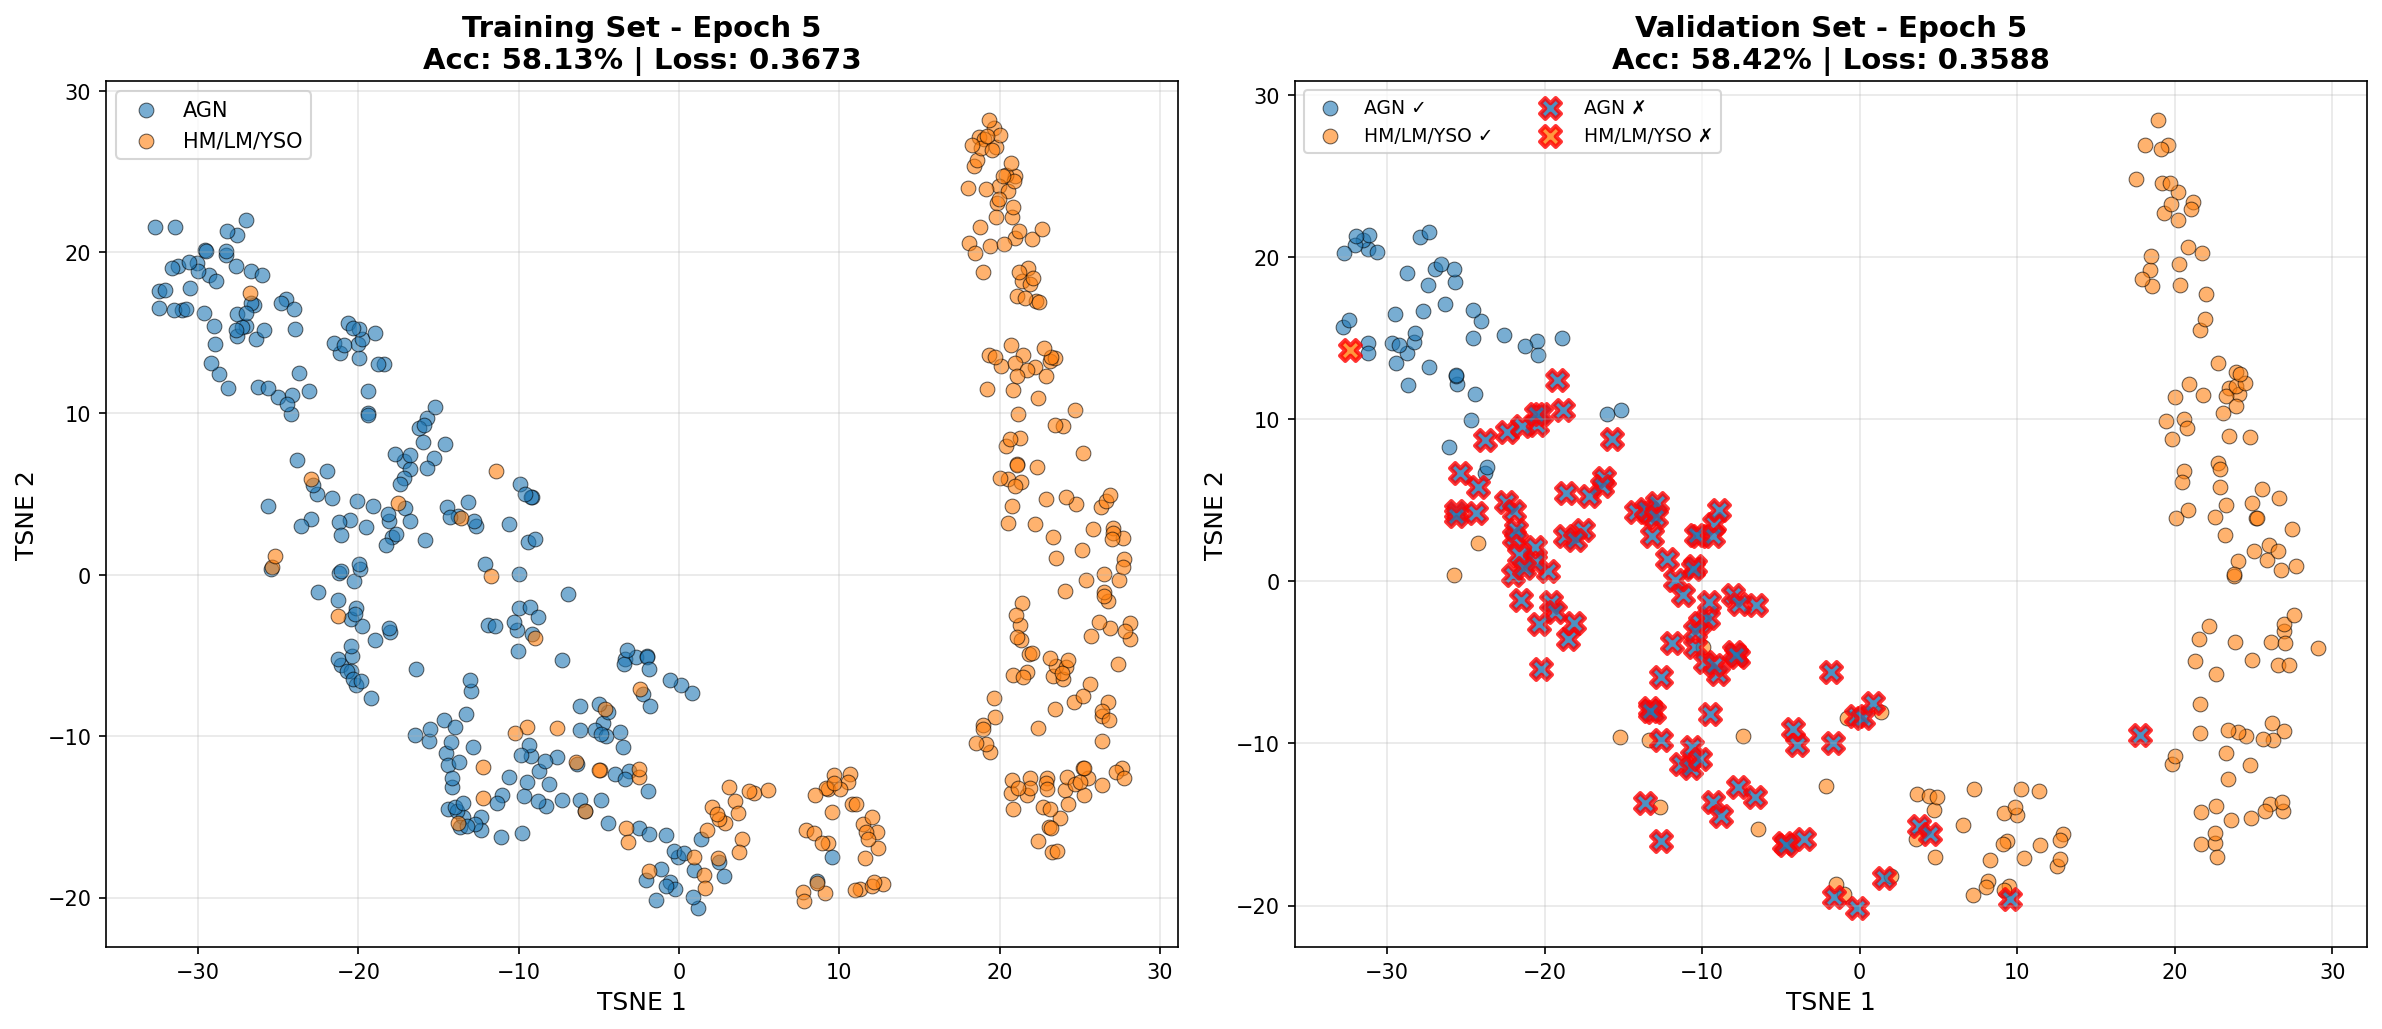 Training Set - Epoch 5
Acc: 58.13% | Loss: 0.3673
AGN
HM/LM/YSO
30
20
10
0
−10
−20
−30
−20
−10
0
10
20
30
TSNE 2
TSNE 1
Validation Set - Epoch 5
Acc: 58.42% | Loss: 0.3588
AGN ✓
HM/LM/YSO ✓
AGN ✗
HM/LM/YSO ✗
30
20
10
0
−10
−20
−30
−20
−10
0
10
20
30
TSNE 2
TSNE 1